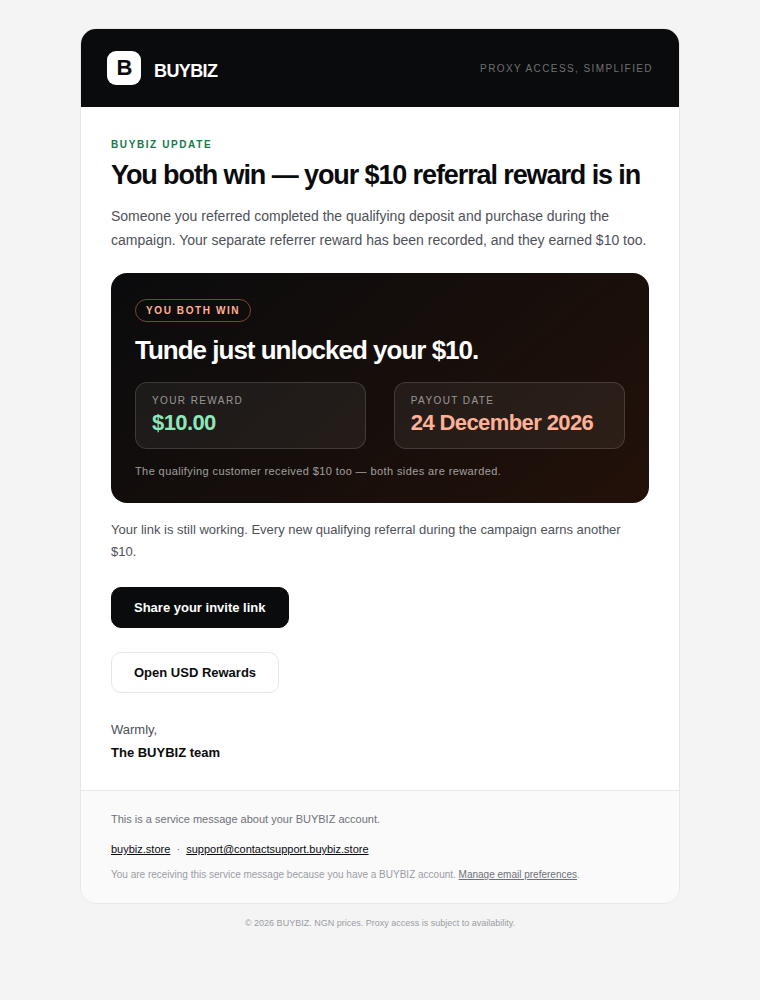 B BUYBIZ
PROXY ACCESS, SIMPLIFIED
BUYBIZ UPDATE
You both win — your $10 referral reward is in
Someone you referred completed the qualifying deposit and purchase during the
campaign. Your separate referrer reward has been recorded, and they earned $10 too.
YOU BOTH WIN
Tunde just unlocked your $10.
YOUR REWARD
$10.00
PAYOUT DATE
24 December 2026
The qualifying customer received $10 too — both sides are rewarded.
Your link is still working. Every new qualifying referral during the campaign earns another
$10.
Share your invite link
Open USD Rewards
Warmly,
The BUYBIZ team
This is a service message about your BUYBIZ account.
buybiz.store · support@contactsupport.buybiz.store
You are receiving this service message because you have a BUYBIZ account. Manage email preferences.
© 2026 BUYBIZ. NGN prices. Proxy access is subject to availability.